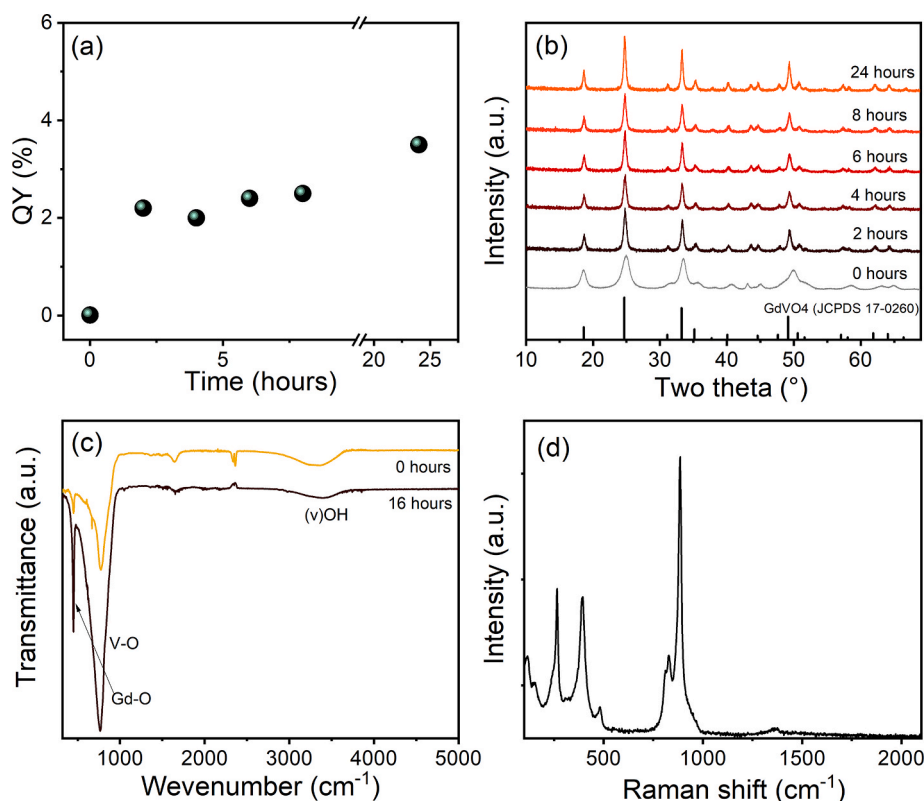 (a)
QY (%)
6
4
2
0
0
5
20
25
Time (hours)
(b)
Intensity (a.u.)
24 hours
8 hours
6 hours
4 hours
2 hours
0 hours
GdVO4 (JCPDS 17-0260)
10 20 30 40 50 60
Two theta (°)
(c)
Transmittance (a.u.)
0 hours
16 hours
(v)OH
V-O
Gd-O
1000 2000 3000 4000 5000
Wavenumber (cm⁻¹)
(d)
Intensity (a.u.)
500 1000 1500 2000
Raman shift (cm⁻¹)